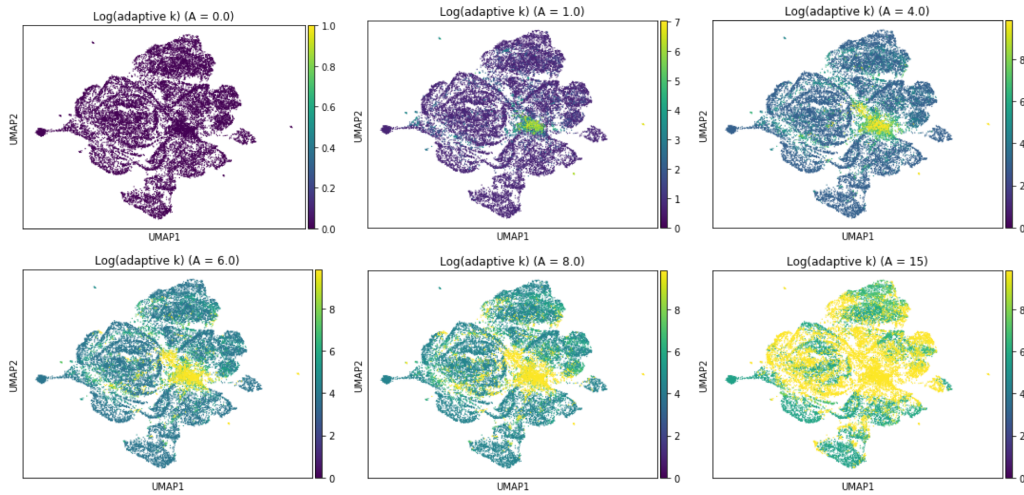 Log(adaptive k) (A = 0.0)
1.0
0.8
0.6
0.4
0.2
0.0
UMAP2
UMAP1
Log(adaptive k) (A = 1.0)
7
6
5
4
3
2
1
0
UMAP2
UMAP1
Log(adaptive k) (A = 4.0)
8
6
4
2
0
UMAP2
UMAP1
Log(adaptive k) (A = 6.0)
8
6
4
2
0
UMAP2
UMAP1
Log(adaptive k) (A = 8.0)
8
6
4
2
0
UMAP2
UMAP1
Log(adaptive k) (A = 15)
8
6
4
2
0
UMAP2
UMAP1